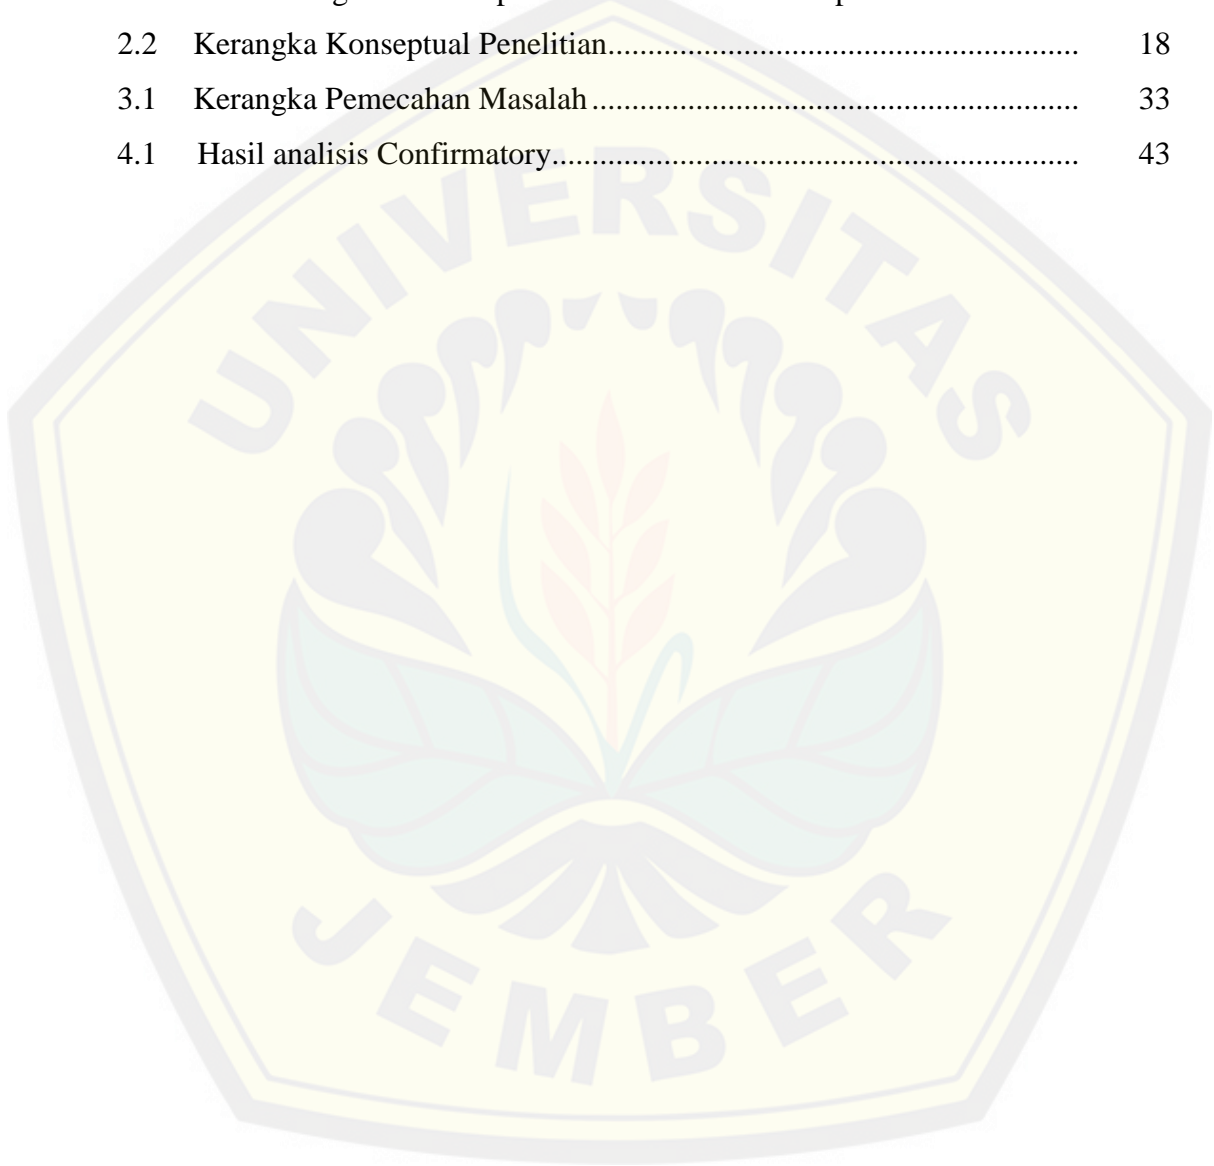 2.2 Kerangka Konseptual Penelitian........................................................... 18
3.1 Kerangka Pemecahan Masalah............................................................. 33
4.1 Hasil analisis Confirmatory.................................................................. 43
UNIVERSITAS
JEMBER